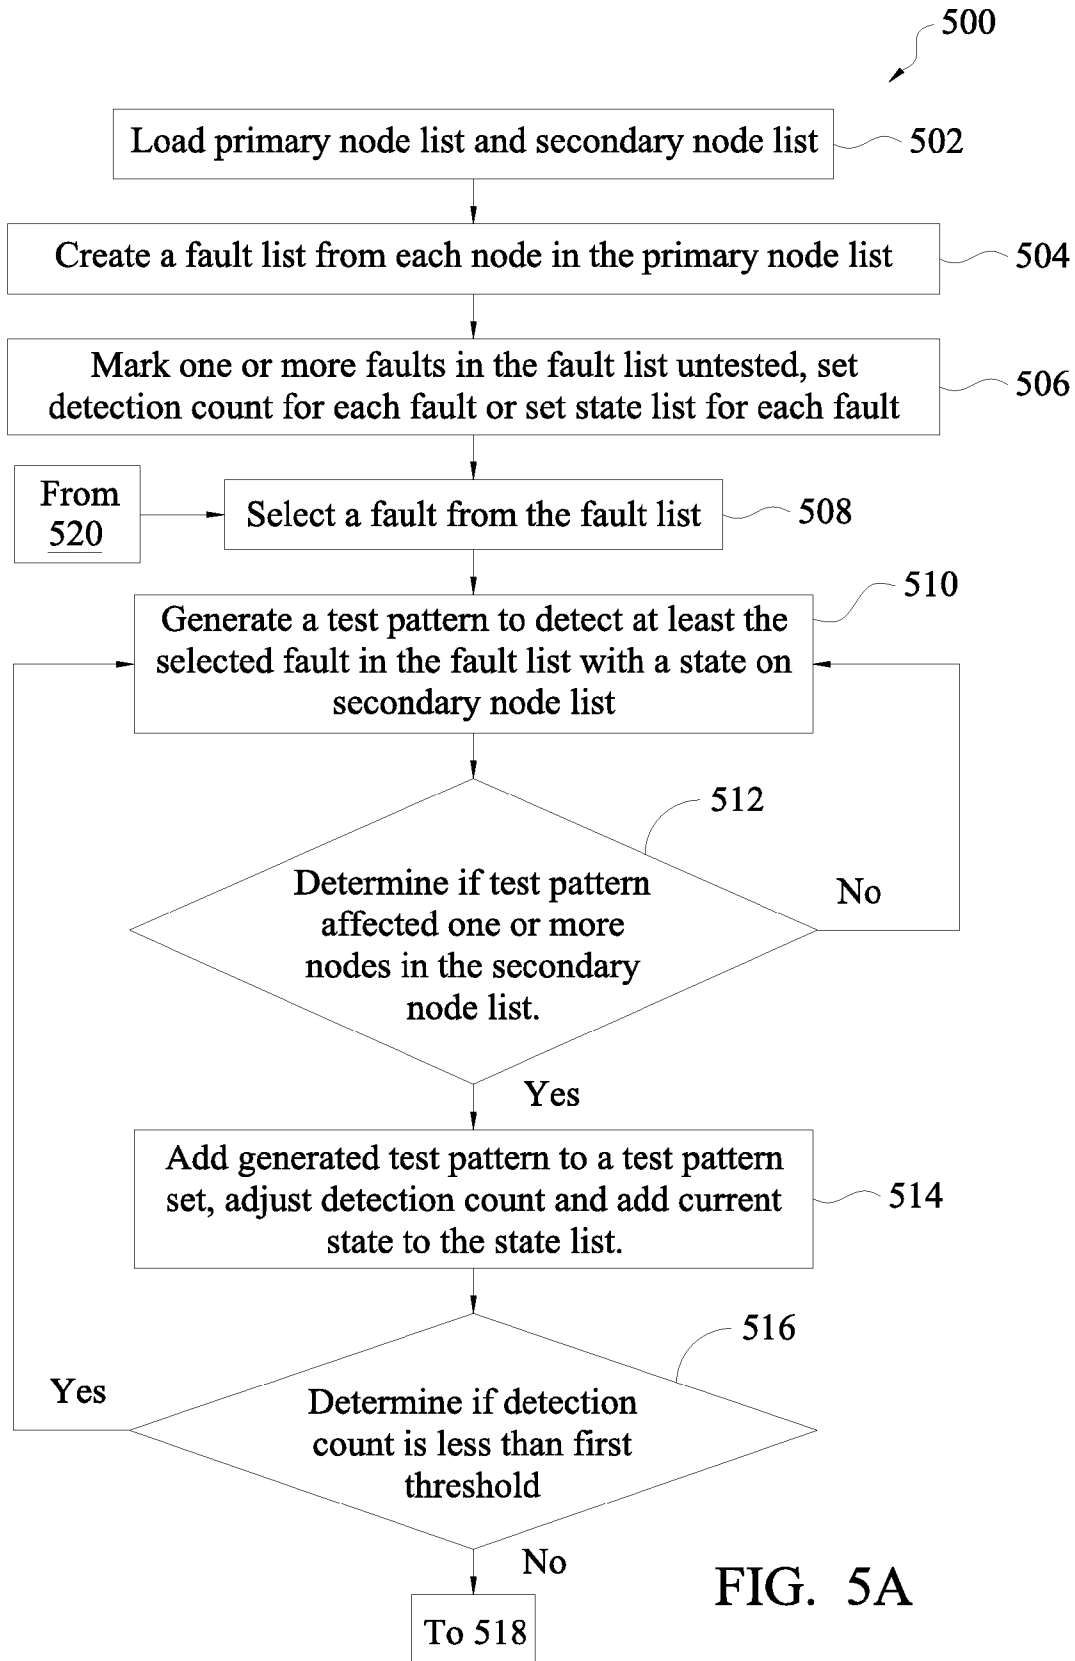 500
Load primary node list and secondary node list
502
Create a fault list from each node in the primary node list
504
Mark one or more faults in the fault list untested, set
detection count for each fault or set state list for each fault
506
From
520
Select a fault from the fault list
508
Generate a test pattern to detect at least the
selected fault in the fault list with a state on
secondary node list
510
Determine if test pattern
affected one or more
nodes in the secondary
node list.
512
No
Yes
Add generated test pattern to a test pattern
set, adjust detection count and add current
state to the state list.
514
Determine if detection
count is less than first
threshold
516
Yes
No
To 518
FIG. 5A